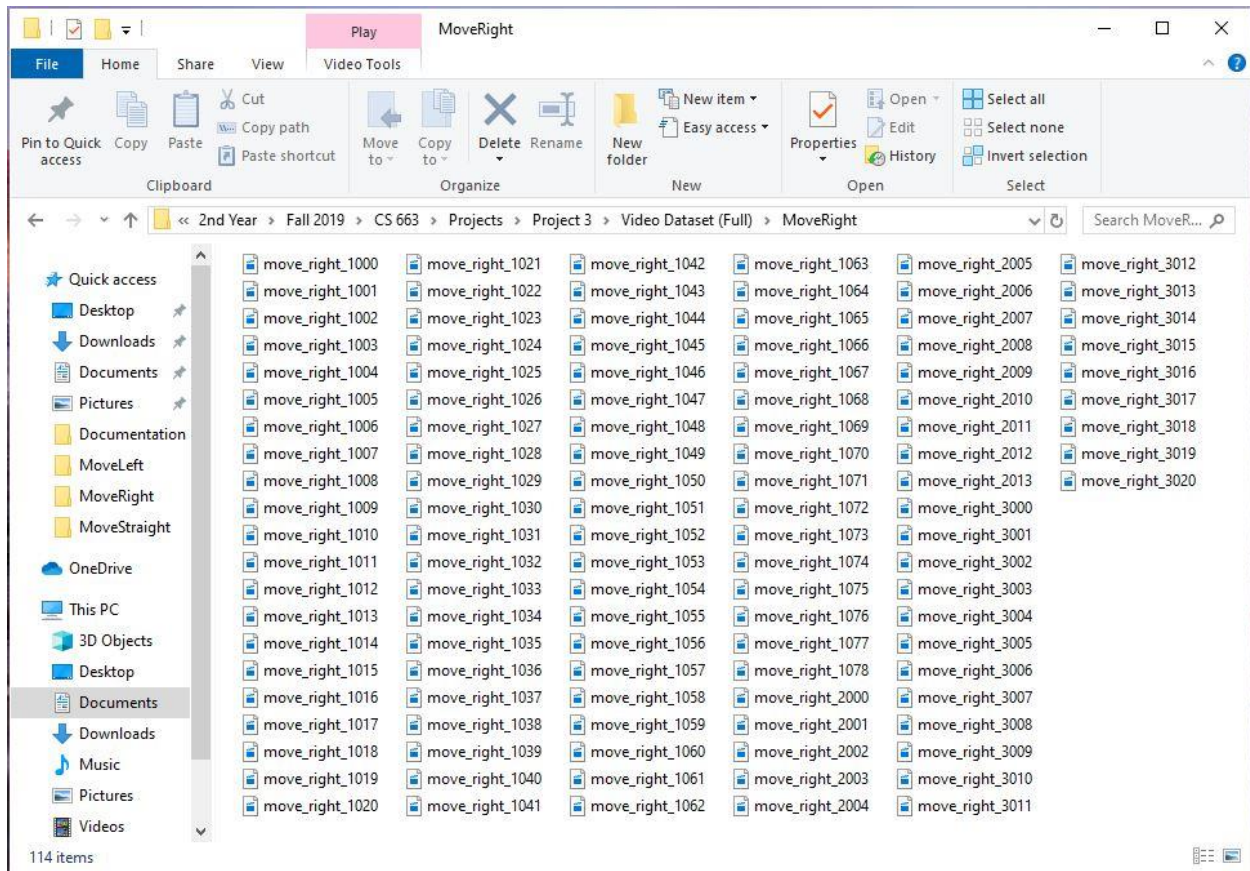 Play MoveRight
File Home Share View Video Tools
Pin to Quick access
Copy
Paste
Cut
Copy path
Paste shortcut
Clipboard
Move to
Copy to
Delete
Rename
Organize
New folder
New item
Easy access
New
Properties
Open
Edit
History
Open
Select all
Select none
Invert selection
Select
« 2nd Year > Fall 2019 > CS 663 > Projects > Project 3 > Video Dataset (Full) > MoveRight
Search MoveR...
Quick access
Desktop
Downloads
Documents
Pictures
Documentation
MoveLeft
MoveRight
MoveStraight
OneDrive
This PC
3D Objects
Desktop
Documents
Downloads
Music
Pictures
Videos
move_right_1000 move_right_1021 move_right_1042 move_right_1063 move_right_2005 move_right_3012
move_right_1001 move_right_1022 move_right_1043 move_right_1064 move_right_2006 move_right_3013
move_right_1002 move_right_1023 move_right_1044 move_right_1065 move_right_2007 move_right_3014
move_right_1003 move_right_1024 move_right_1045 move_right_1066 move_right_2008 move_right_3015
move_right_1004 move_right_1025 move_right_1046 move_right_1067 move_right_2009 move_right_3016
move_right_1005 move_right_1026 move_right_1047 move_right_1068 move_right_2010 move_right_3017
move_right_1006 move_right_1027 move_right_1048 move_right_1069 move_right_2011 move_right_3018
move_right_1007 move_right_1028 move_right_1049 move_right_1070 move_right_2012 move_right_3019
move_right_1008 move_right_1029 move_right_1050 move_right_1071 move_right_2013 move_right_3020
move_right_1009 move_right_1030 move_right_1051 move_right_1072 move_right_3000
move_right_1010 move_right_1031 move_right_1052 move_right_1073 move_right_3001
move_right_1011 move_right_1032 move_right_1053 move_right_1074 move_right_3002
move_right_1012 move_right_1033 move_right_1054 move_right_1075 move_right_3003
move_right_1013 move_right_1034 move_right_1055 move_right_1076 move_right_3004
move_right_1014 move_right_1035 move_right_1056 move_right_1077 move_right_3005
move_right_1015 move_right_1036 move_right_1057 move_right_1078 move_right_3006
move_right_1016 move_right_1037 move_right_1058 move_right_2000 move_right_3007
move_right_1017 move_right_1038 move_right_1059 move_right_2001 move_right_3008
move_right_1018 move_right_1039 move_right_1060 move_right_2002 move_right_3009
move_right_1019 move_right_1040 move_right_1061 move_right_2003 move_right_3010
move_right_1020 move_right_1041 move_right_1062 move_right_2004 move_right_3011
114 items